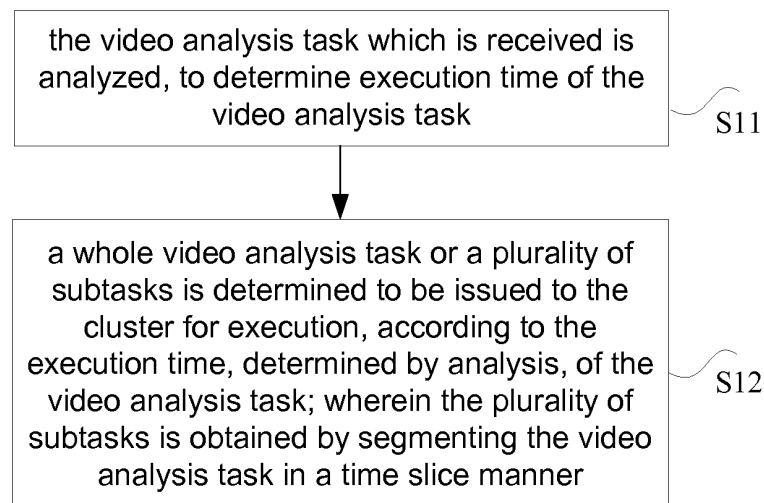 the video analysis task which is received is
analyzed, to determine execution time of the
video analysis task
S11
a whole video analysis task or a plurality of
subtasks is determined to be issued to the
cluster for execution, according to the
execution time, determined by analysis, of the
video analysis task; wherein the plurality of
subtasks is obtained by segmenting the video
analysis task in a time slice manner
S12